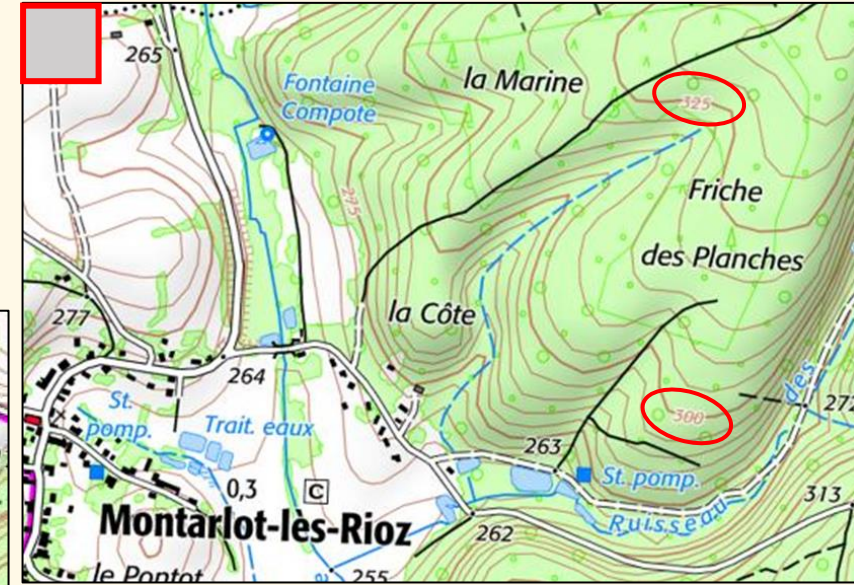 265
Fontaine
Compote
la Marine
325
Friche
des Planches
275
277
la Côte
264
St.
pomp.
Trait. eaux
300
des
272
263
St. pomp.
313
0,3
C
Montarlot-lès-Rioz
262
Ruisseau
le Pontot
255